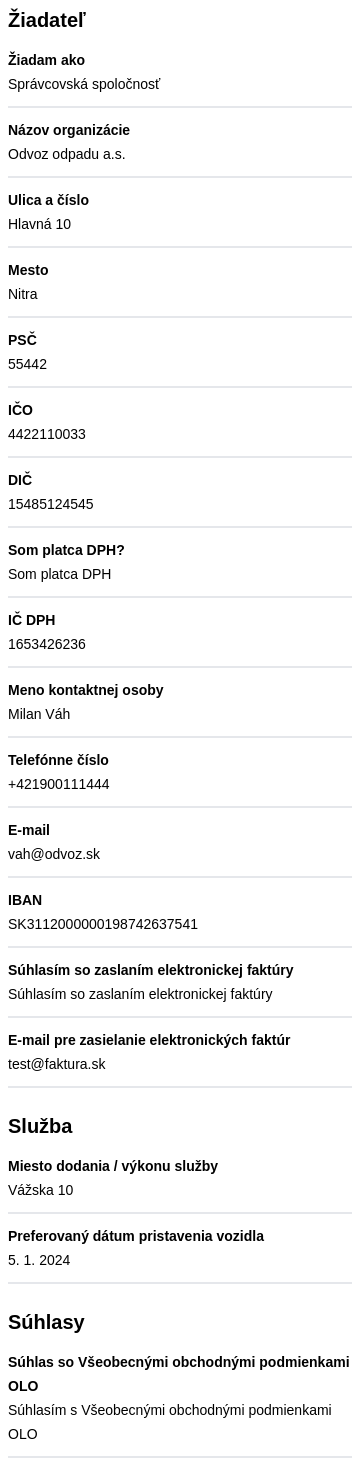 Žiadateľ
Žiadam ako
Správcovská spoločnosť
Názov organizácie
Odvoz odpadu a.s.
Ulica a číslo
Hlavná 10
Mesto
Nitra
PSČ
55442
IČO
4422110033
DIČ
15485124545
Som platca DPH?
Som platca DPH
IČ DPH
1653426236
Meno kontaktnej osoby
Milan Váh
Telefónne číslo
+421900111444
E-mail
vah@odvoz.sk
IBAN
SK3112000000198742637541
Súhlasím so zaslaním elektronickej faktúry
Súhlasím so zaslaním elektronickej faktúry
E-mail pre zasielanie elektronických faktúr
test@faktura.sk
Služba
Miesto dodania / výkonu služby
Vážska 10
Preferovaný dátum pristavenia vozidla
5. 1. 2024
Súhlasy
Súhlas so Všeobecnými obchodnými podmienkami
OLO
Súhlasím s Všeobecnými obchodnými podmienkami
OLO